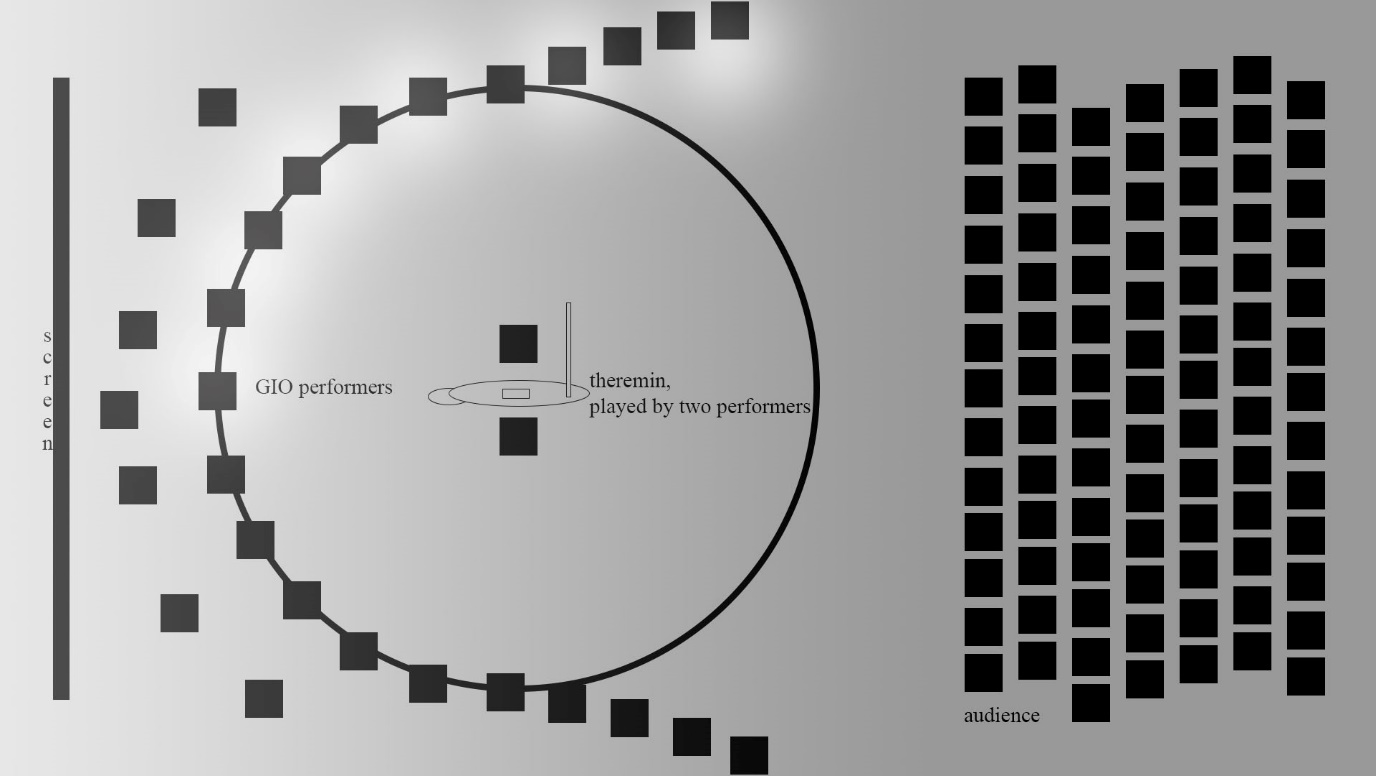 screen
GIO performers
theremin,
played by two performers
audience